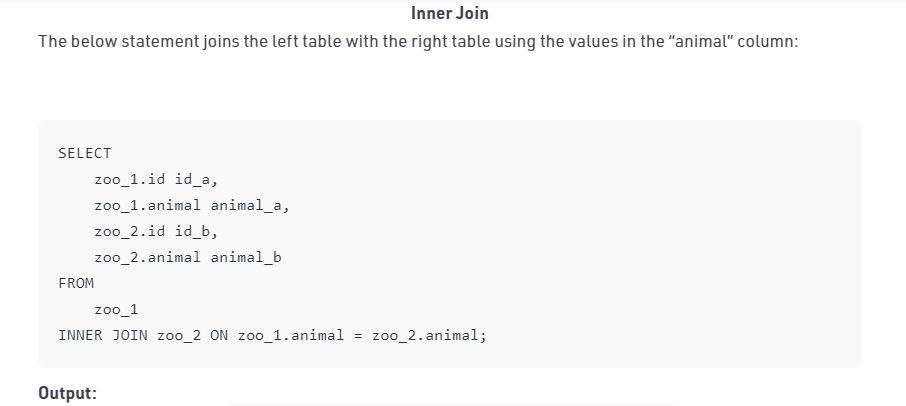 Inner Join
The below statement joins the left table with the right table using the values in the “animal” column:
SELECT
zoo_1.id id_a,
zoo_1.animal animal_a,
zoo_2.id id_b,
zoo_2.animal animal_b
FROM
zoo_1
INNER JOIN zoo_2 ON zoo_1.animal = zoo_2.animal;
Output: